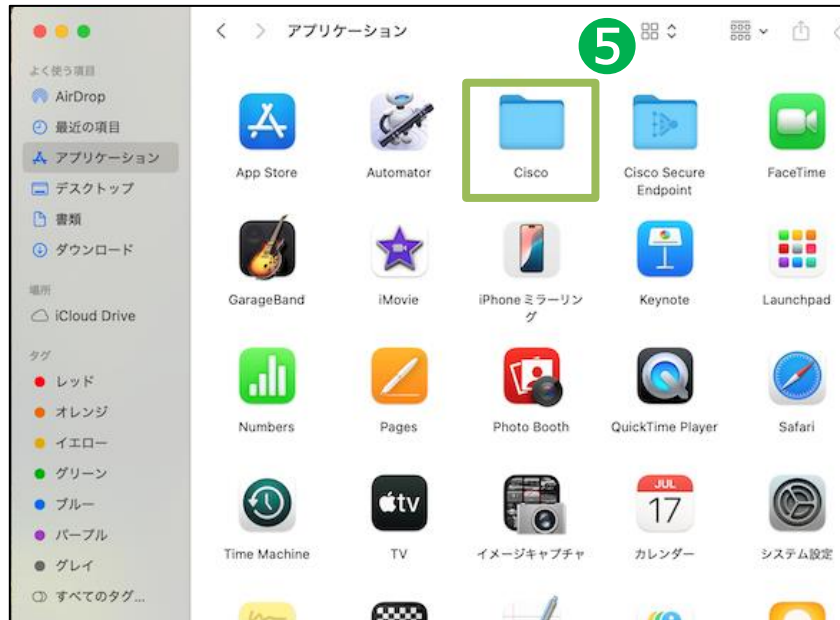 アプリケーション
5
よく使う項目
AirDrop
最近の項目
アプリケーション
デスクトップ
書類
ダウンロード
場所
iCloud Drive
タグ
レッド
オレンジ
イエロー
グリーン
ブルー
パープル
グレイ
すべてのタグ...
App Store
Automator
Cisco
Cisco Secure
Endpoint
FaceTime
GarageBand
iMovie
iPhone ミラーリン
グ
Keynote
Launchpad
Numbers
Pages
Photo Booth
QuickTime Player
Safari
tv
JUL
17
Time Machine
TV
イメージキャプチャ
カレンダー
システム設定